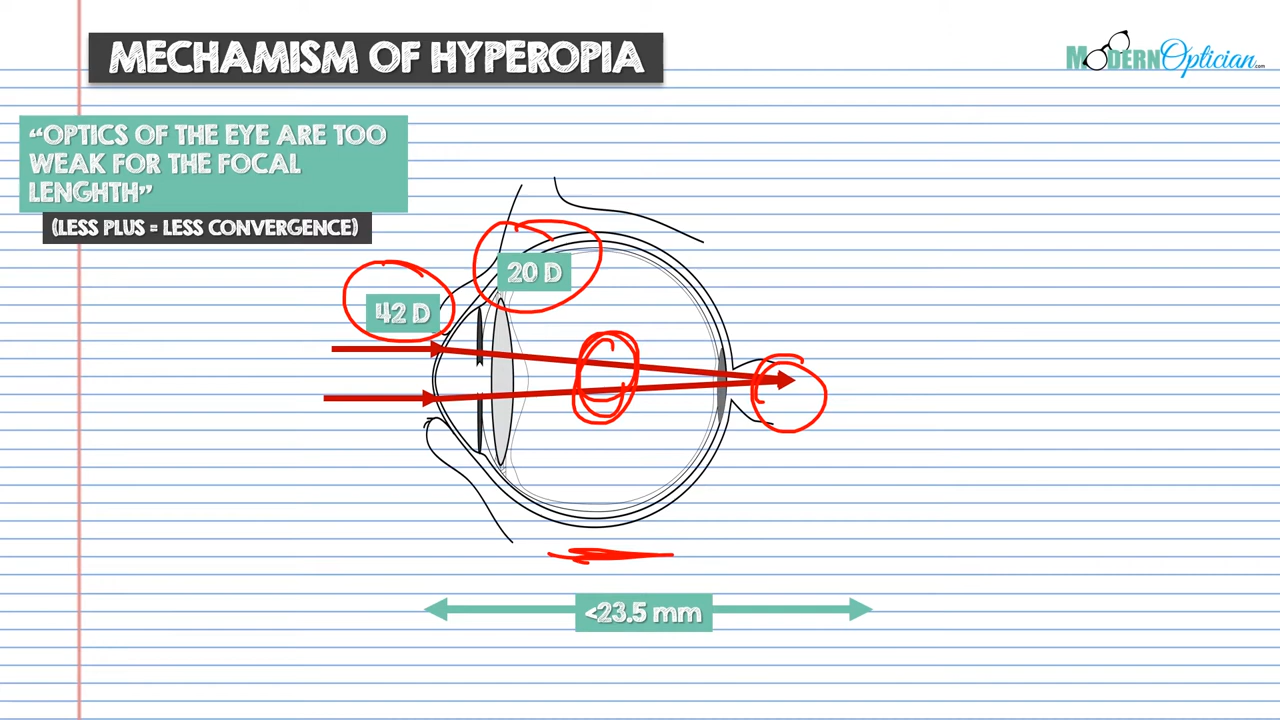 MECHAMISM OF HYPEROPIA
MODERNOptician.com
“OPTICS OF THE EYE ARE TOO
WEAK FOR THE FOCAL
LENGHTH”
(LESS PLUS = LESS CONVERGENCE)
20 D
42 D
<23.5 mm